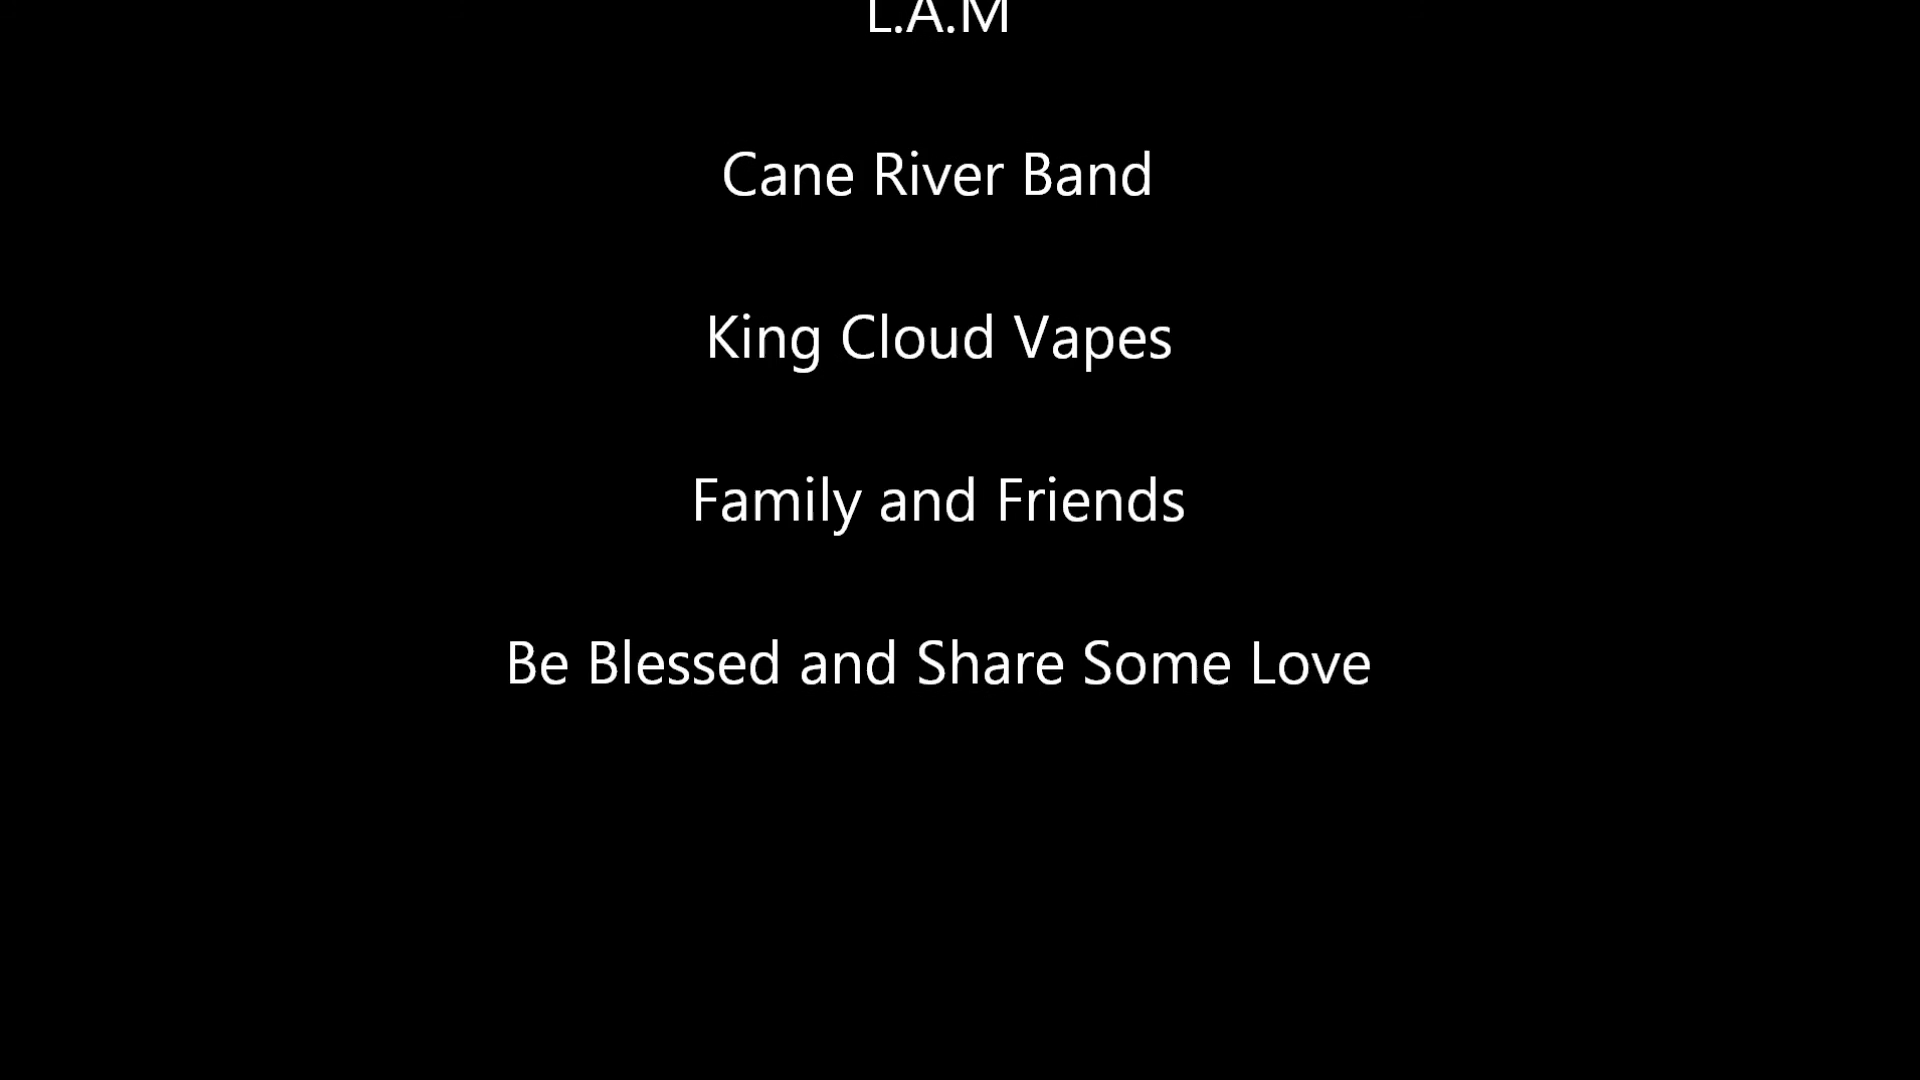 L.A.M
Cane River Band
King Cloud Vapes
Family and Friends
Be Blessed and Share Some Love